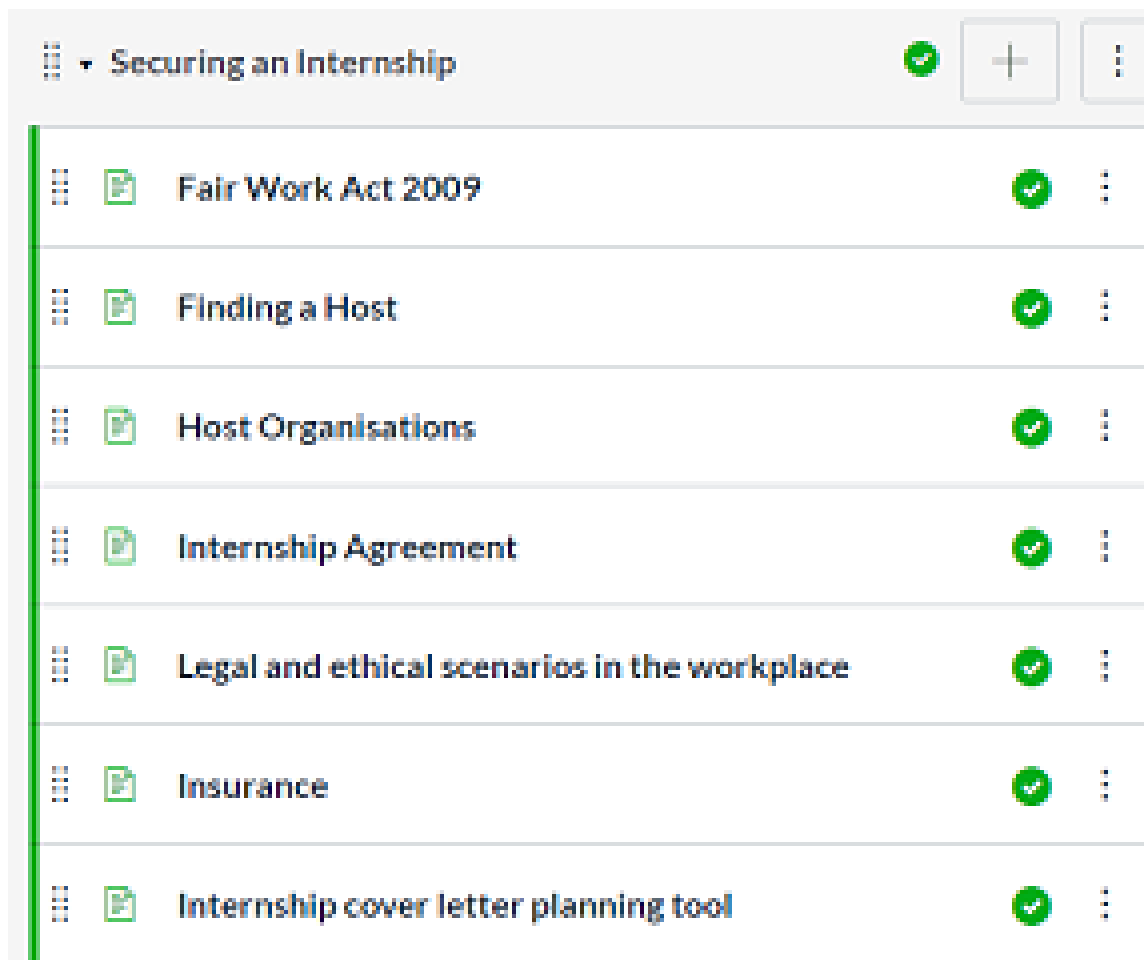 Securing an Internship
Fair Work Act 2009
Finding a Host
Host Organisations
Internship Agreement
Legal and ethical scenarios in the workplace
Insurance
Internship cover letter planning tool